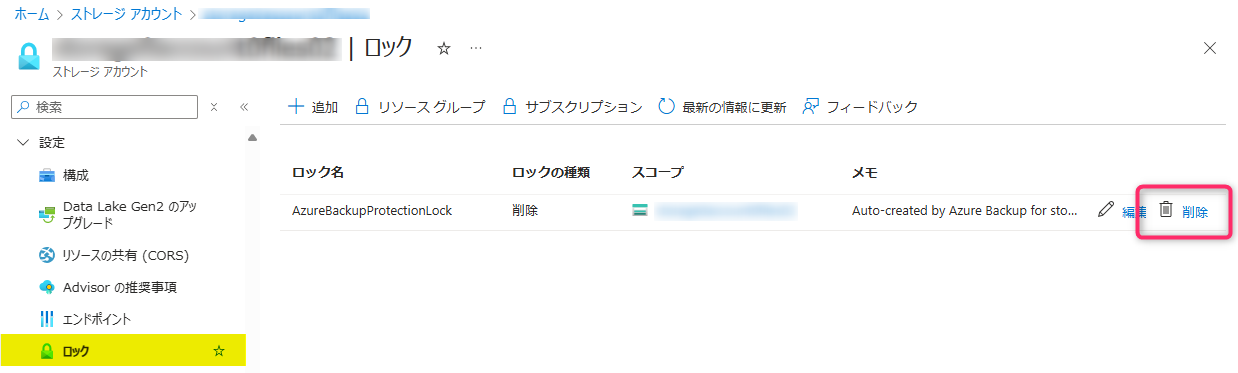 ホーム > ストレージ アカウント >
| ロック ☆ …
ストレージ アカウント
検索
追加 リソース グループ サブスクリプション 最新の情報に更新 フィードバック
設定
構成
Data Lake Gen2 のアッ
プグレード
リソースの共有 (CORS)
Advisor の推奨事項
エンドポイント
ロック ☆
ロック名 ロックの種類 スコープ メモ
AzureBackupProtectionLock 削除 Auto-created by Azure Backup for sto... 編集 削除